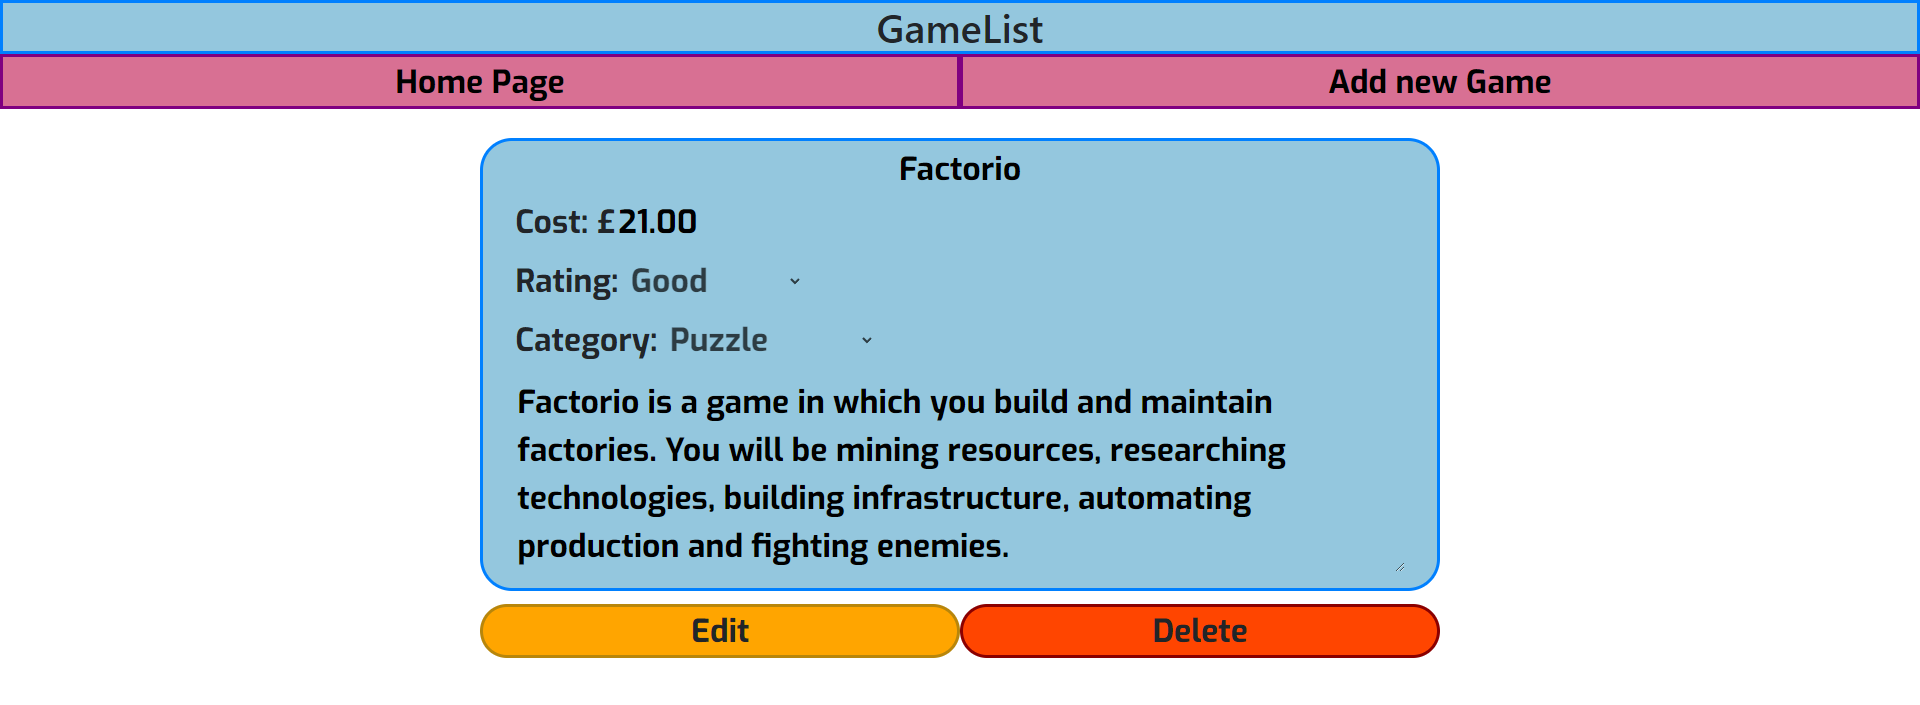 GameList
Home Page
Add new Game
Factorio
Cost: £21.00
Rating: Good
Category: Puzzle
Factorio is a game in which you build and maintain
factories. You will be mining resources, researching
technologies, building infrastructure, automating
production and fighting enemies.
Edit
Delete